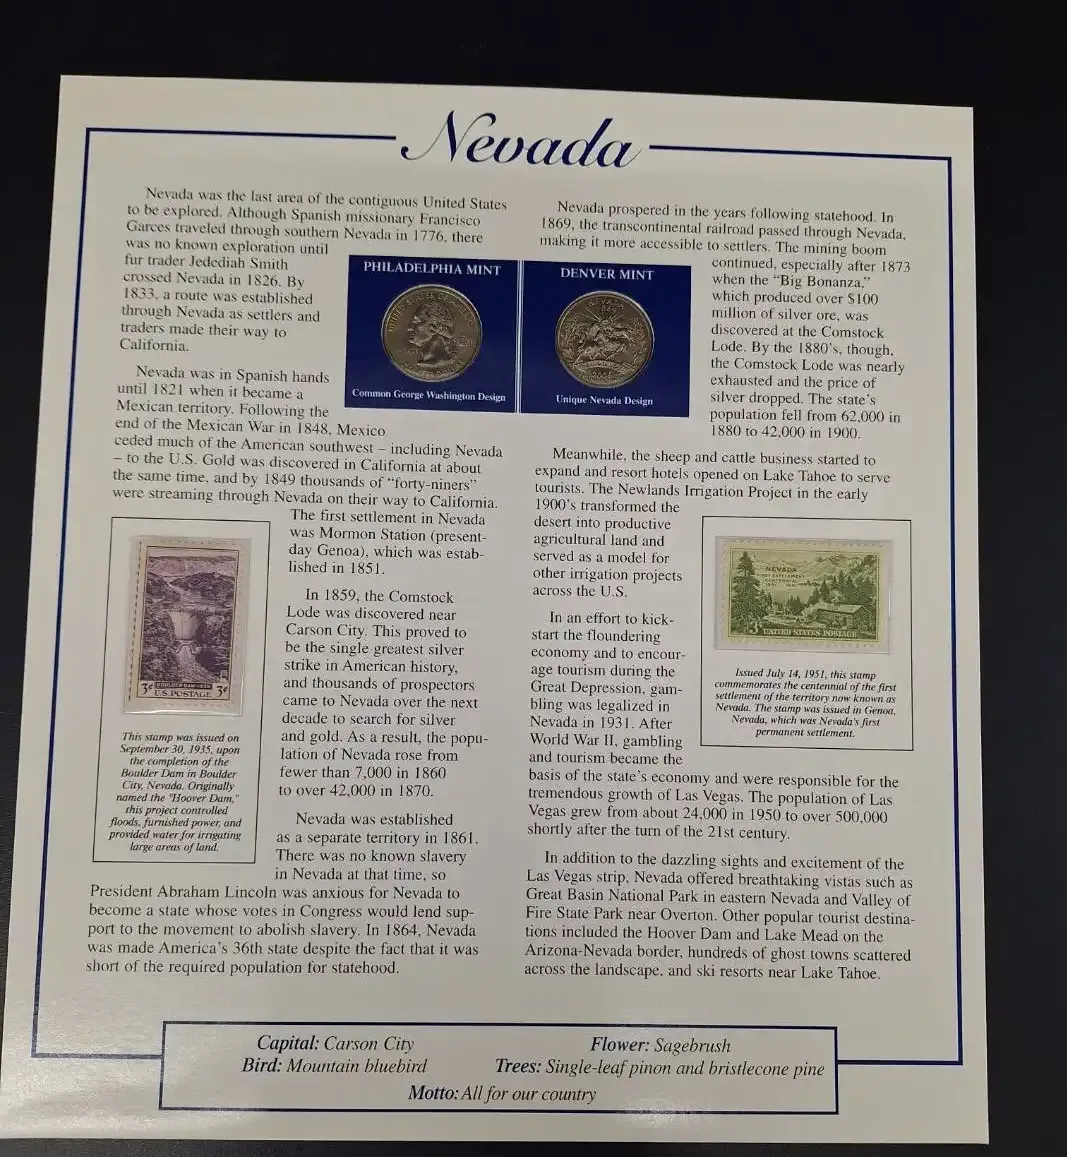 Nevada
Nevada was the last area of the contiguous United States
to be explored. Although Spanish missionary Francisco
Garces traveled through southern Nevada in 1776, there
was no known exploration until
fur trader Jedediah Smith
crossed Nevada in 1826. By
1833, a route was established
through Nevada as settlers and
traders made their way to
California.
Nevada was in Spanish hands
until 1821 when it became a
Mexican territory. Following the
end of the Mexican War in 1848, Mexico
ceded much of the American southwest – including Nevada
– to the U.S. Gold was discovered in California at about
the same time, and by 1849 thousands of “forty-niners”
were streaming through Nevada on their way to California.
The first settlement in Nevada
was Mormon Station (present-
day Genoa), which was estab-
lished in 1851.
In 1859, the Comstock
Lode was discovered near
Carson City. This proved to
be the single greatest silver
strike in American history,
and thousands of prospectors
came to Nevada over the next
decade to search for silver
and gold. As a result, the popu-
lation of Nevada rose from
fewer than 7,000 in 1860
to over 42,000 in 1870.
Nevada was established
as a separate territory in 1861.
There was no known slavery
in Nevada at that time, so
President Abraham Lincoln was anxious for Nevada to
become a state whose votes in Congress would lend sup-
port to the movement to abolish slavery. In 1864, Nevada
was made America's 36th state despite the fact that it was
short of the required population for statehood.
PHILADELPHIA MINT
Common George Washington Design
DENVER MINT
NEVADA
Unique Nevada Design
3¢ BOULDER DAM 1935 3¢
U.S. POSTAGE
This stamp was issued on
September 30, 1935, upon
the completion of the
Boulder Dam in Boulder
City, Nevada. Originally
named the "Hoover Dam,"
this project controlled
floods, furnished power, and
provided water for irrigating
large areas of land.
Nevada prospered in the years following statehood. In
1869, the transcontinental railroad passed through Nevada,
making it more accessible to settlers. The mining boom
continued, especially after 1873
when the “Big Bonanza,”
which produced over $100
million of silver ore, was
discovered at the Comstock
Lode. By the 1880's, though,
the Comstock Lode was nearly
exhausted and the price of
silver dropped. The state's
population fell from 62,000 in
1880 to 42,000 in 1900.
Meanwhile, the sheep and cattle business started to
expand and resort hotels opened on Lake Tahoe to serve
tourists. The Newlands Irrigation Project in the early
1900's transformed the
desert into productive
agricultural land and
served as a model for
other irrigation projects
across the U.S.
In an effort to kick-
start the floundering
economy and to encour-
age tourism during the
Great Depression, gam-
bling was legalized in
Nevada in 1931. After
World War II, gambling
and tourism became the
basis of the state's economy and were responsible for the
tremendous growth of Las Vegas. The population of Las
Vegas grew from about 24,000 in 1950 to over 500,000
shortly after the turn of the 21st century.
In addition to the dazzling sights and excitement of the
Las Vegas strip, Nevada offered breathtaking vistas such as
Great Basin National Park in eastern Nevada and Valley of
Fire State Park near Overton. Other popular tourist destina-
tions included the Hoover Dam and Lake Mead on the
Arizona-Nevada border, hundreds of ghost towns scattered
across the landscape, and ski resorts near Lake Tahoe.
NEVADA
FIRST SETTLEMENT
CENTENNIAL
3¢ UNITED STATES POSTAGE
Issued July 14, 1951, this stamp
commemorates the centennial of the first
settlement of the territory now known as
Nevada. The stamp was issued in Genoa,
Nevada, which was Nevada's first
permanent settlement.
Capital: Carson City
Flower: Sagebrush
Bird: Mountain bluebird
Trees: Single-leaf pinon and bristlecone pine
Motto: All for our country